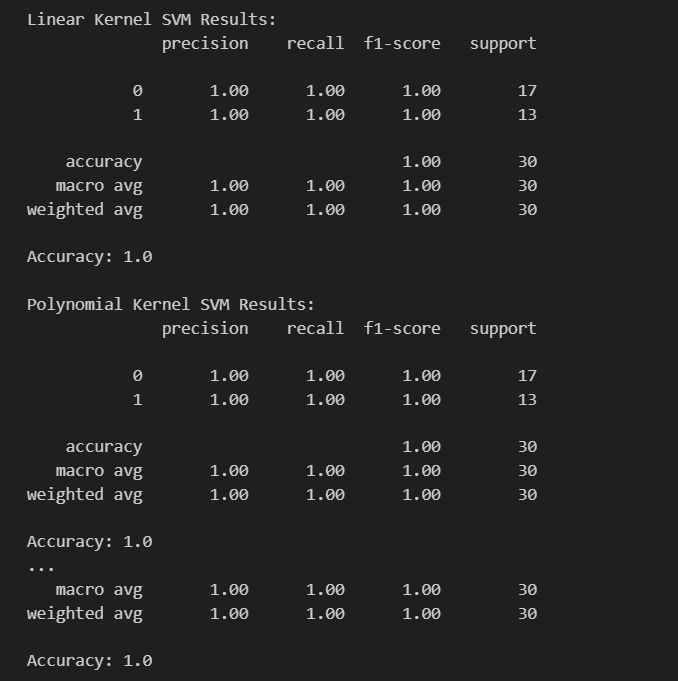 Linear Kernel SVM Results:
precision recall f1-score support
0 1.00 1.00 1.00 17
1 1.00 1.00 1.00 13
accuracy 1.00 30
macro avg 1.00 1.00 1.00 30
weighted avg 1.00 1.00 1.00 30
Accuracy: 1.0
Polynomial Kernel SVM Results:
precision recall f1-score support
0 1.00 1.00 1.00 17
1 1.00 1.00 1.00 13
accuracy 1.00 30
macro avg 1.00 1.00 1.00 30
weighted avg 1.00 1.00 1.00 30
Accuracy: 1.0
...
macro avg 1.00 1.00 1.00 30
weighted avg 1.00 1.00 1.00 30
Accuracy: 1.0